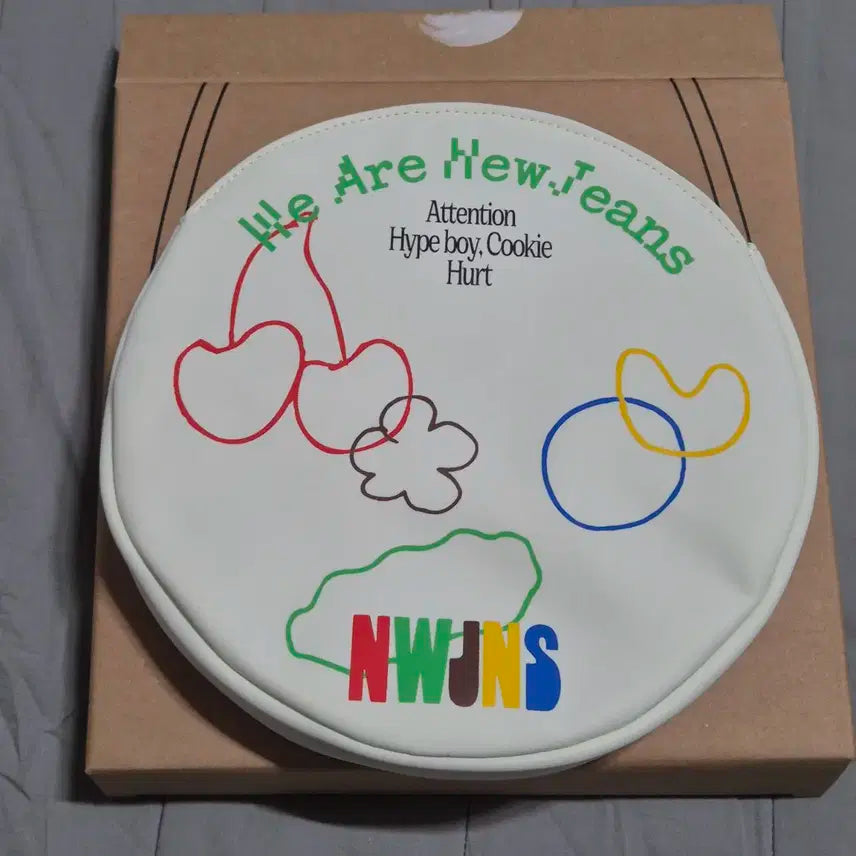 We Are New Jeans
Attention
Hype boy, Cookie
Hurt
NWJNS